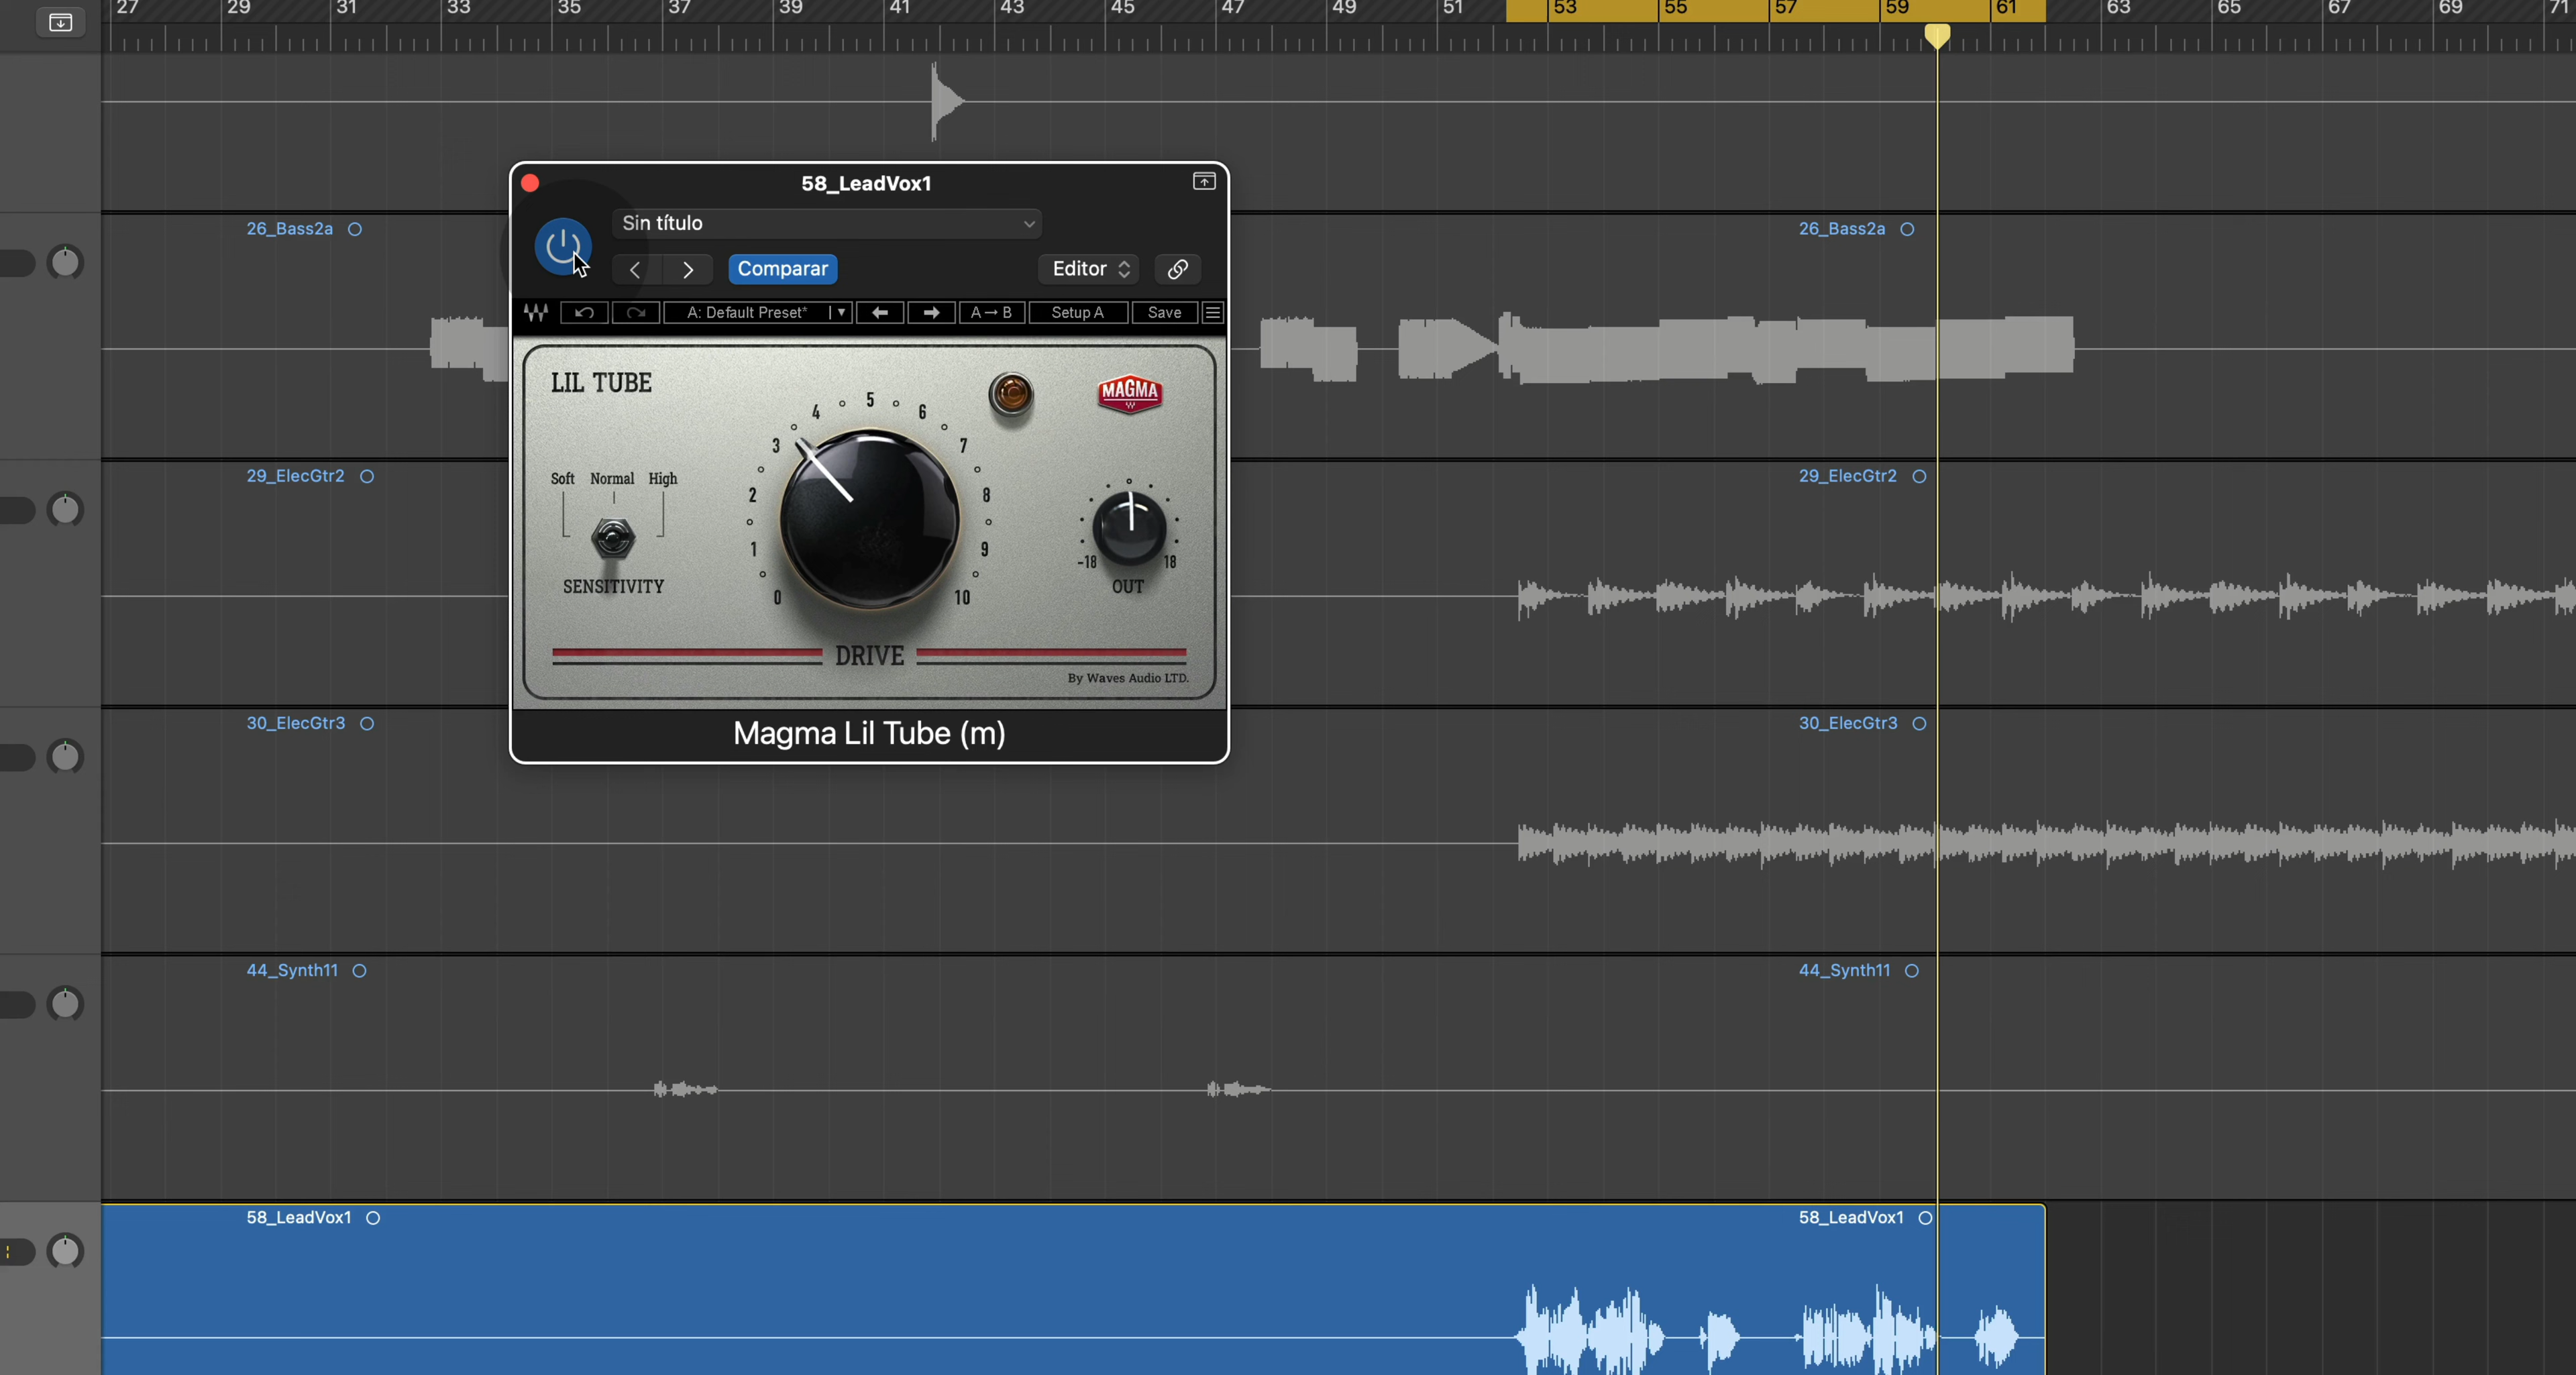 27 29 31 33 35 37 39 41 43 45 47 49 51 53 55 57 59 61 63 65 67 69 71
58_LeadVox1
Sin título
Comparar
Editor
A: Default Preset*
A→B
Setup A
Save
LIL TUBE
MAGMA
Soft Normal High
SENSITIVITY
0 1 2 3 4 5 6 7 8 9 10
-18 18
OUT
DRIVE
By Waves Audio LTD.
Magma Lil Tube (m)
26_Bass2a
26_Bass2a
29_ElecGtr2
29_ElecGtr2
30_ElecGtr3
30_ElecGtr3
44_Synth11
44_Synth11
58_LeadVox1
58_LeadVox1